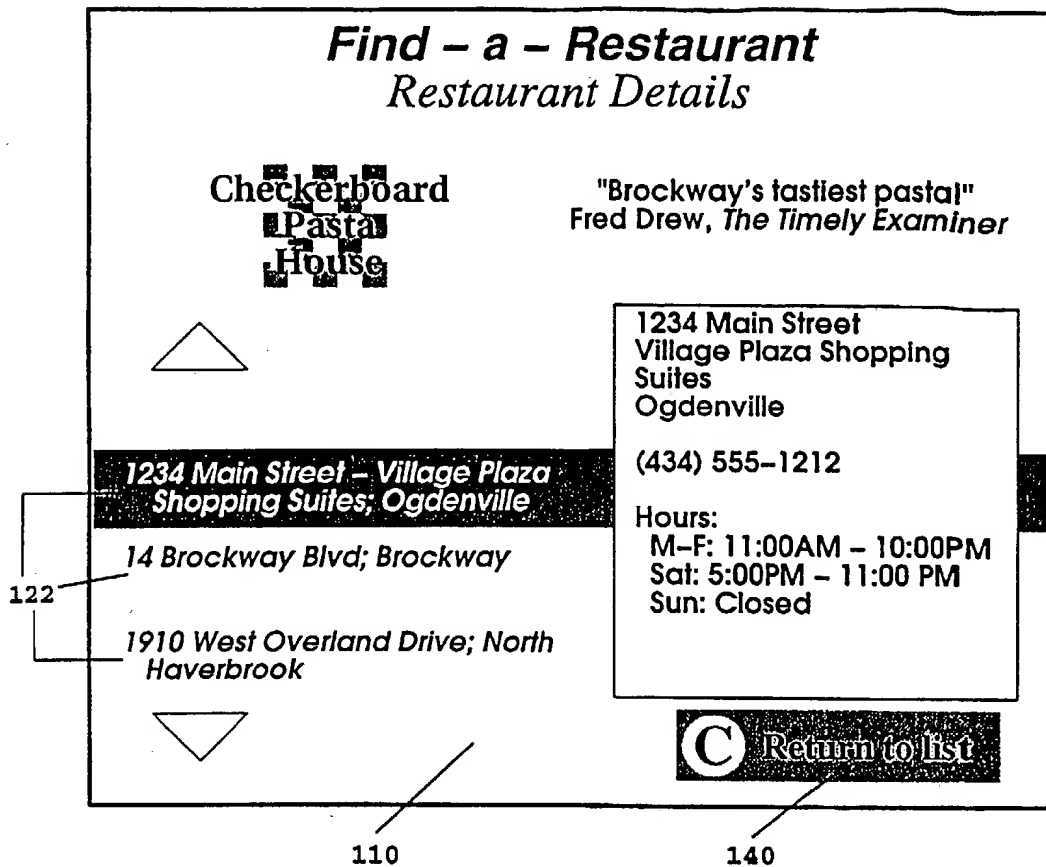 Find – a – Restaurant
Restaurant Details
Checkerboard
Pasta
House
"Brockway's tastiest pasta!"
Fred Drew, The Timely Examiner
1234 Main Street
Village Plaza Shopping
Suites
Ogdenville
(434) 555–1212
Hours:
M–F: 11:00AM – 10:00PM
Sat: 5:00PM – 11:00 PM
Sun: Closed
1234 Main Street – Village Plaza
Shopping Suites; Ogdenville
14 Brockway Blvd; Brockway
122
1910 West Overland Drive; North
Haverbrook
C Return to list
110
140